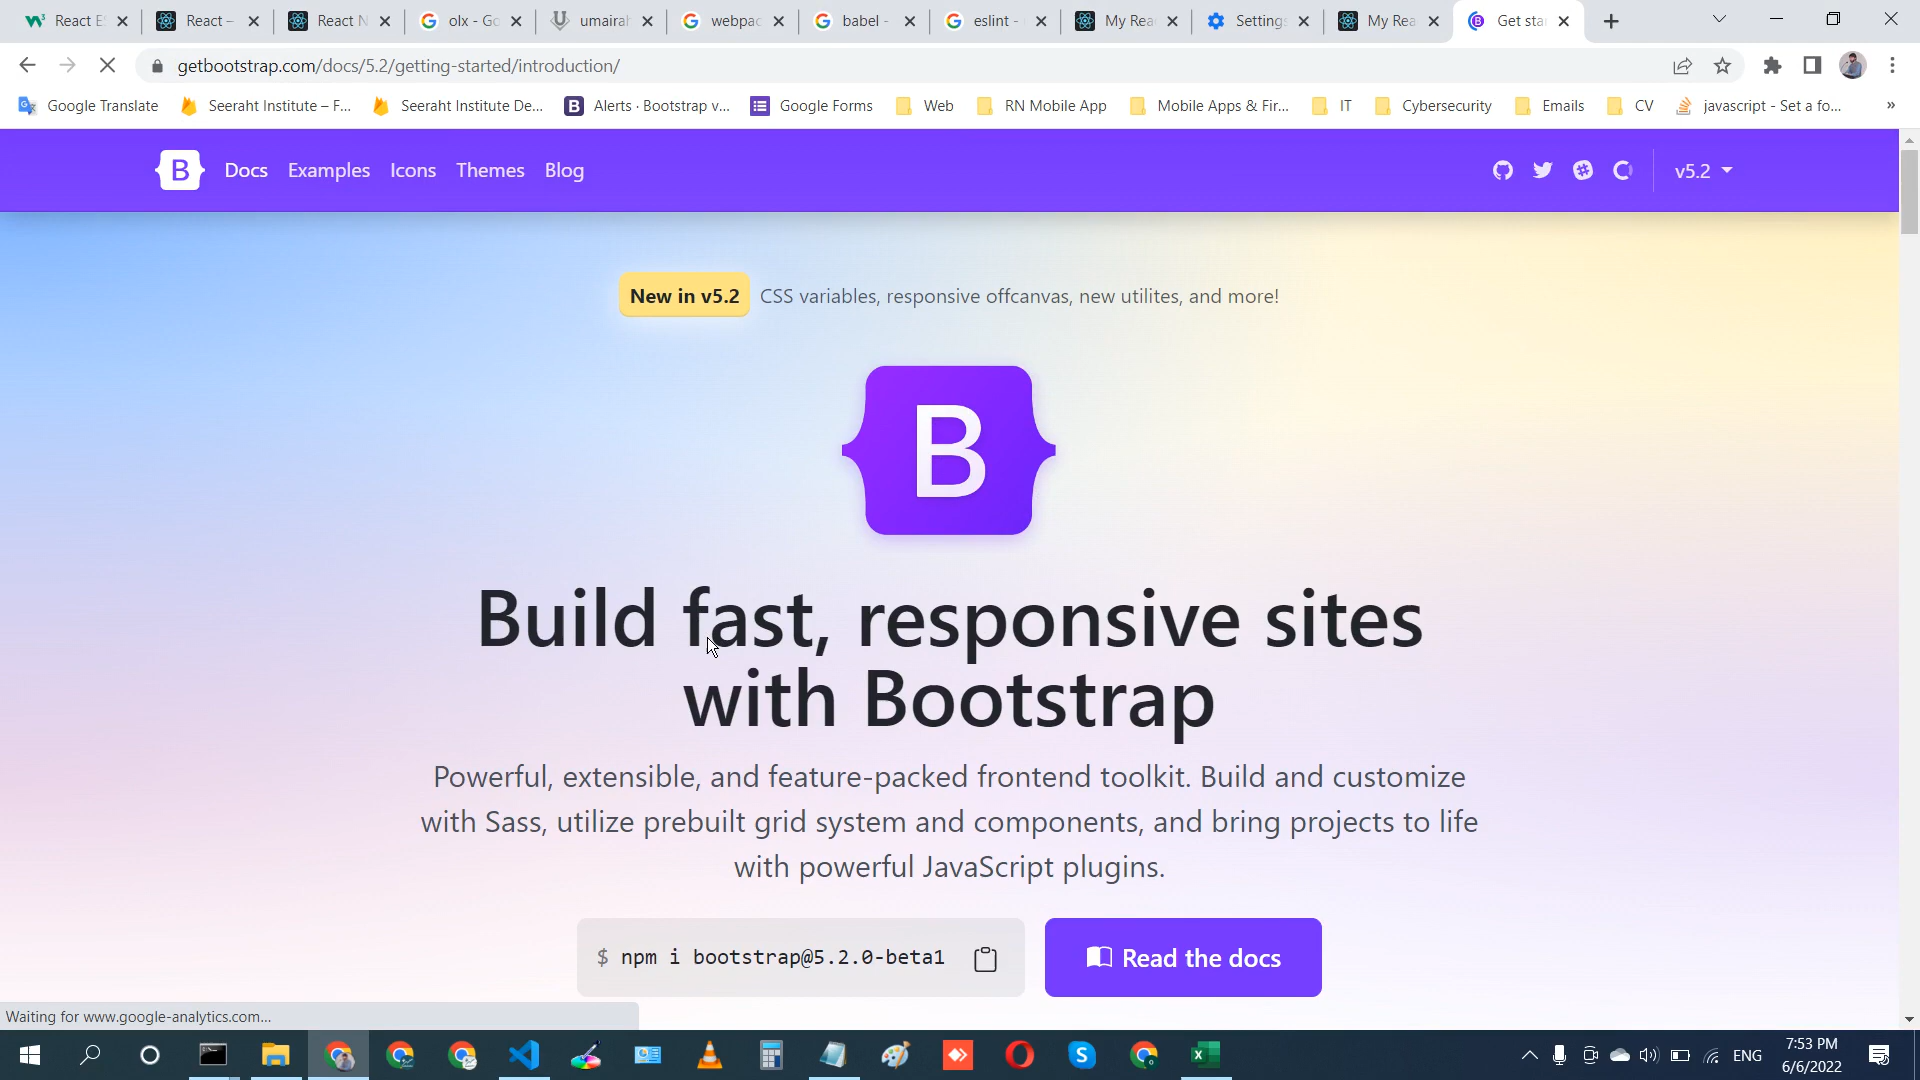 React E
React –
React N
olx - Go
umairah
webpac
babel -
eslint -
My Rea
Settings
My Rea
Get sta
getbootstrap.com/docs/5.2/getting-started/introduction/
Google Translate
Seeraht Institute – F...
Seeraht Institute De...
B
Alerts · Bootstrap v...
Google Forms
Web
RN Mobile App
Mobile Apps & Fir...
IT
Cybersecurity
Emails
CV
javascript - Set a fo...
»
B
Docs
Examples
Icons
Themes
Blog
v5.2
New in v5.2
CSS variables, responsive offcanvas, new utilites, and more!
B
Build fast, responsive sites
with Bootstrap
Powerful, extensible, and feature-packed frontend toolkit. Build and customize
with Sass, utilize prebuilt grid system and components, and bring projects to life
with powerful JavaScript plugins.
$ npm i bootstrap@5.2.0-beta1
Read the docs
Waiting for www.google-analytics.com...
ENG
7:53 PM
6/6/2022